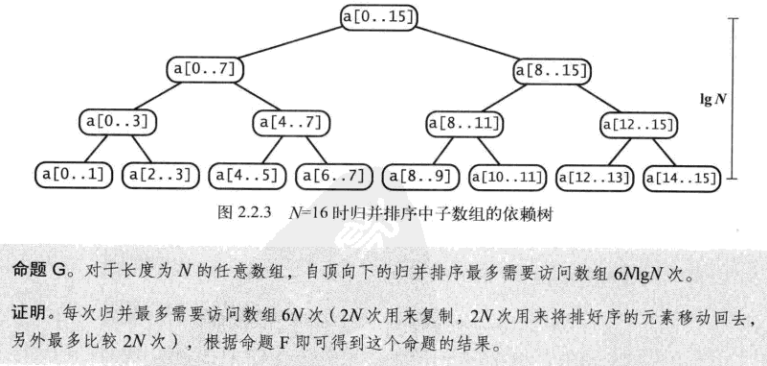 a[0..15]
a[0..7] a[8..15]
lg N
a[0..3] a[4..7] a[8..11] a[12..15]
a[0..1] a[2..3] a[4..5] a[6..7] a[8..9] a[10..11] a[12..13] a[14..15]
图 2.2.3 N=16 时归并排序中子数组的依赖树
命题 G。对于长度为 N 的任意数组，自顶向下的归并排序最多需要访问数组 6NlgN 次。
证明。每次归并最多需要访问数组 6N 次（2N 次用来复制，2N 次用来将排好序的元素移动回去，
另外最多比较 2N 次），根据命题 F 即可得到这个命题的结果。